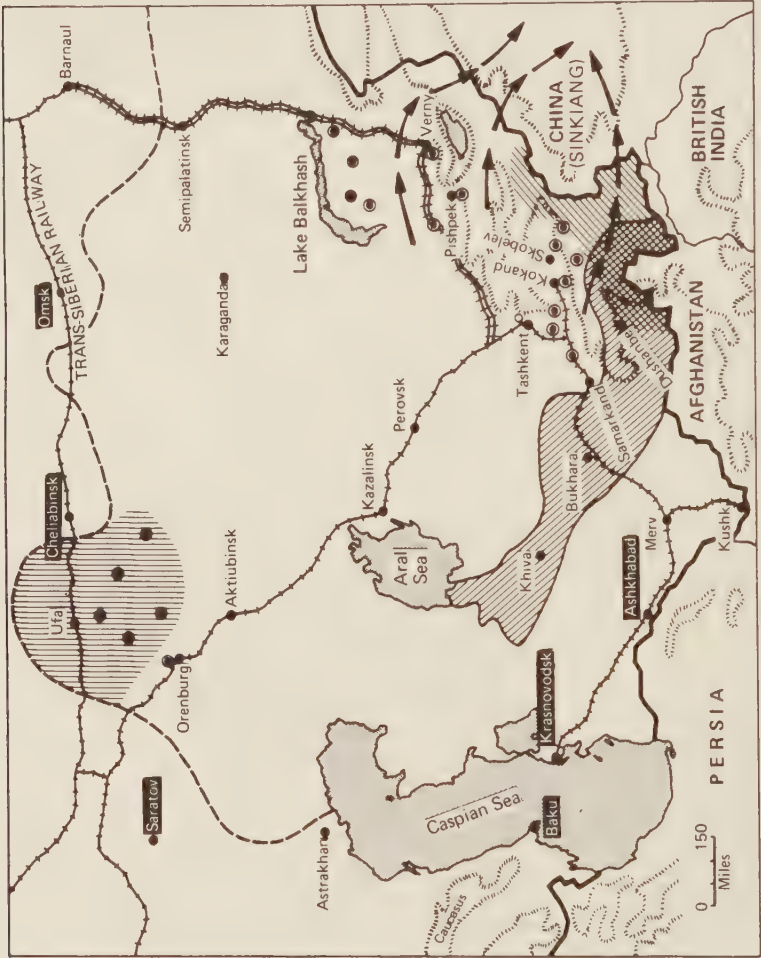 Barnaul
TRANS-SIBERIAN RAILWAY
Omsk
Semipalatinsk
Cheliabinsk
Ufa
Karaganda
Lake Balkhash
Verny
Pishpek
CHINA
(SINKIANG)
BRITISH
INDIA
Skobelev
Kokand
Tashkent
Perovsk
Kazalinsk
Aktiubinsk
Orenburg
Saratov
Astrakhan
Aral
Sea
Khiva
Bukhara
Samarkand
Dushanbe
AFGHANISTAN
Merv
Kushk
Ashkhabad
Krasnovodsk
Caspian Sea
Baku
PERSIA
Caucasus
0 150
Miles